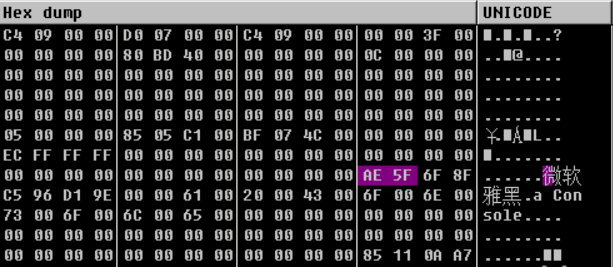 Hex dump UNICODE
C4 09 00 00 D0 07 00 00 C4 09 00 00 00 00 3F 00 ...?
00 00 00 00 80 BD 40 00 00 00 00 00 0C 00 00 00 ..@....
00 00 00 00 00 00 00 00 00 00 00 00 00 00 00 00 ........
00 00 00 00 00 00 00 00 00 00 00 00 00 00 00 00 ........
00 00 00 00 00 00 00 00 00 00 00 00 00 00 00 00 ........
05 00 00 00 85 05 C1 00 BF 07 4C 00 00 00 00 00 .Á L..
EC FF FF FF 00 00 00 00 00 00 00 00 00 00 00 00 .......
00 00 00 00 00 00 00 00 00 00 00 00 AE 5F 6F 8F ......微软
C5 96 D1 9E 00 00 61 00 20 00 43 00 6F 00 6E 00 雅黑.a Con
73 00 6F 00 6C 00 65 00 00 00 00 00 00 00 00 00 sole....
00 00 00 00 00 00 00 00 00 00 00 00 00 00 00 00 ........
00 00 00 00 00 00 00 00 00 00 00 00 85 11 0A A7 ......